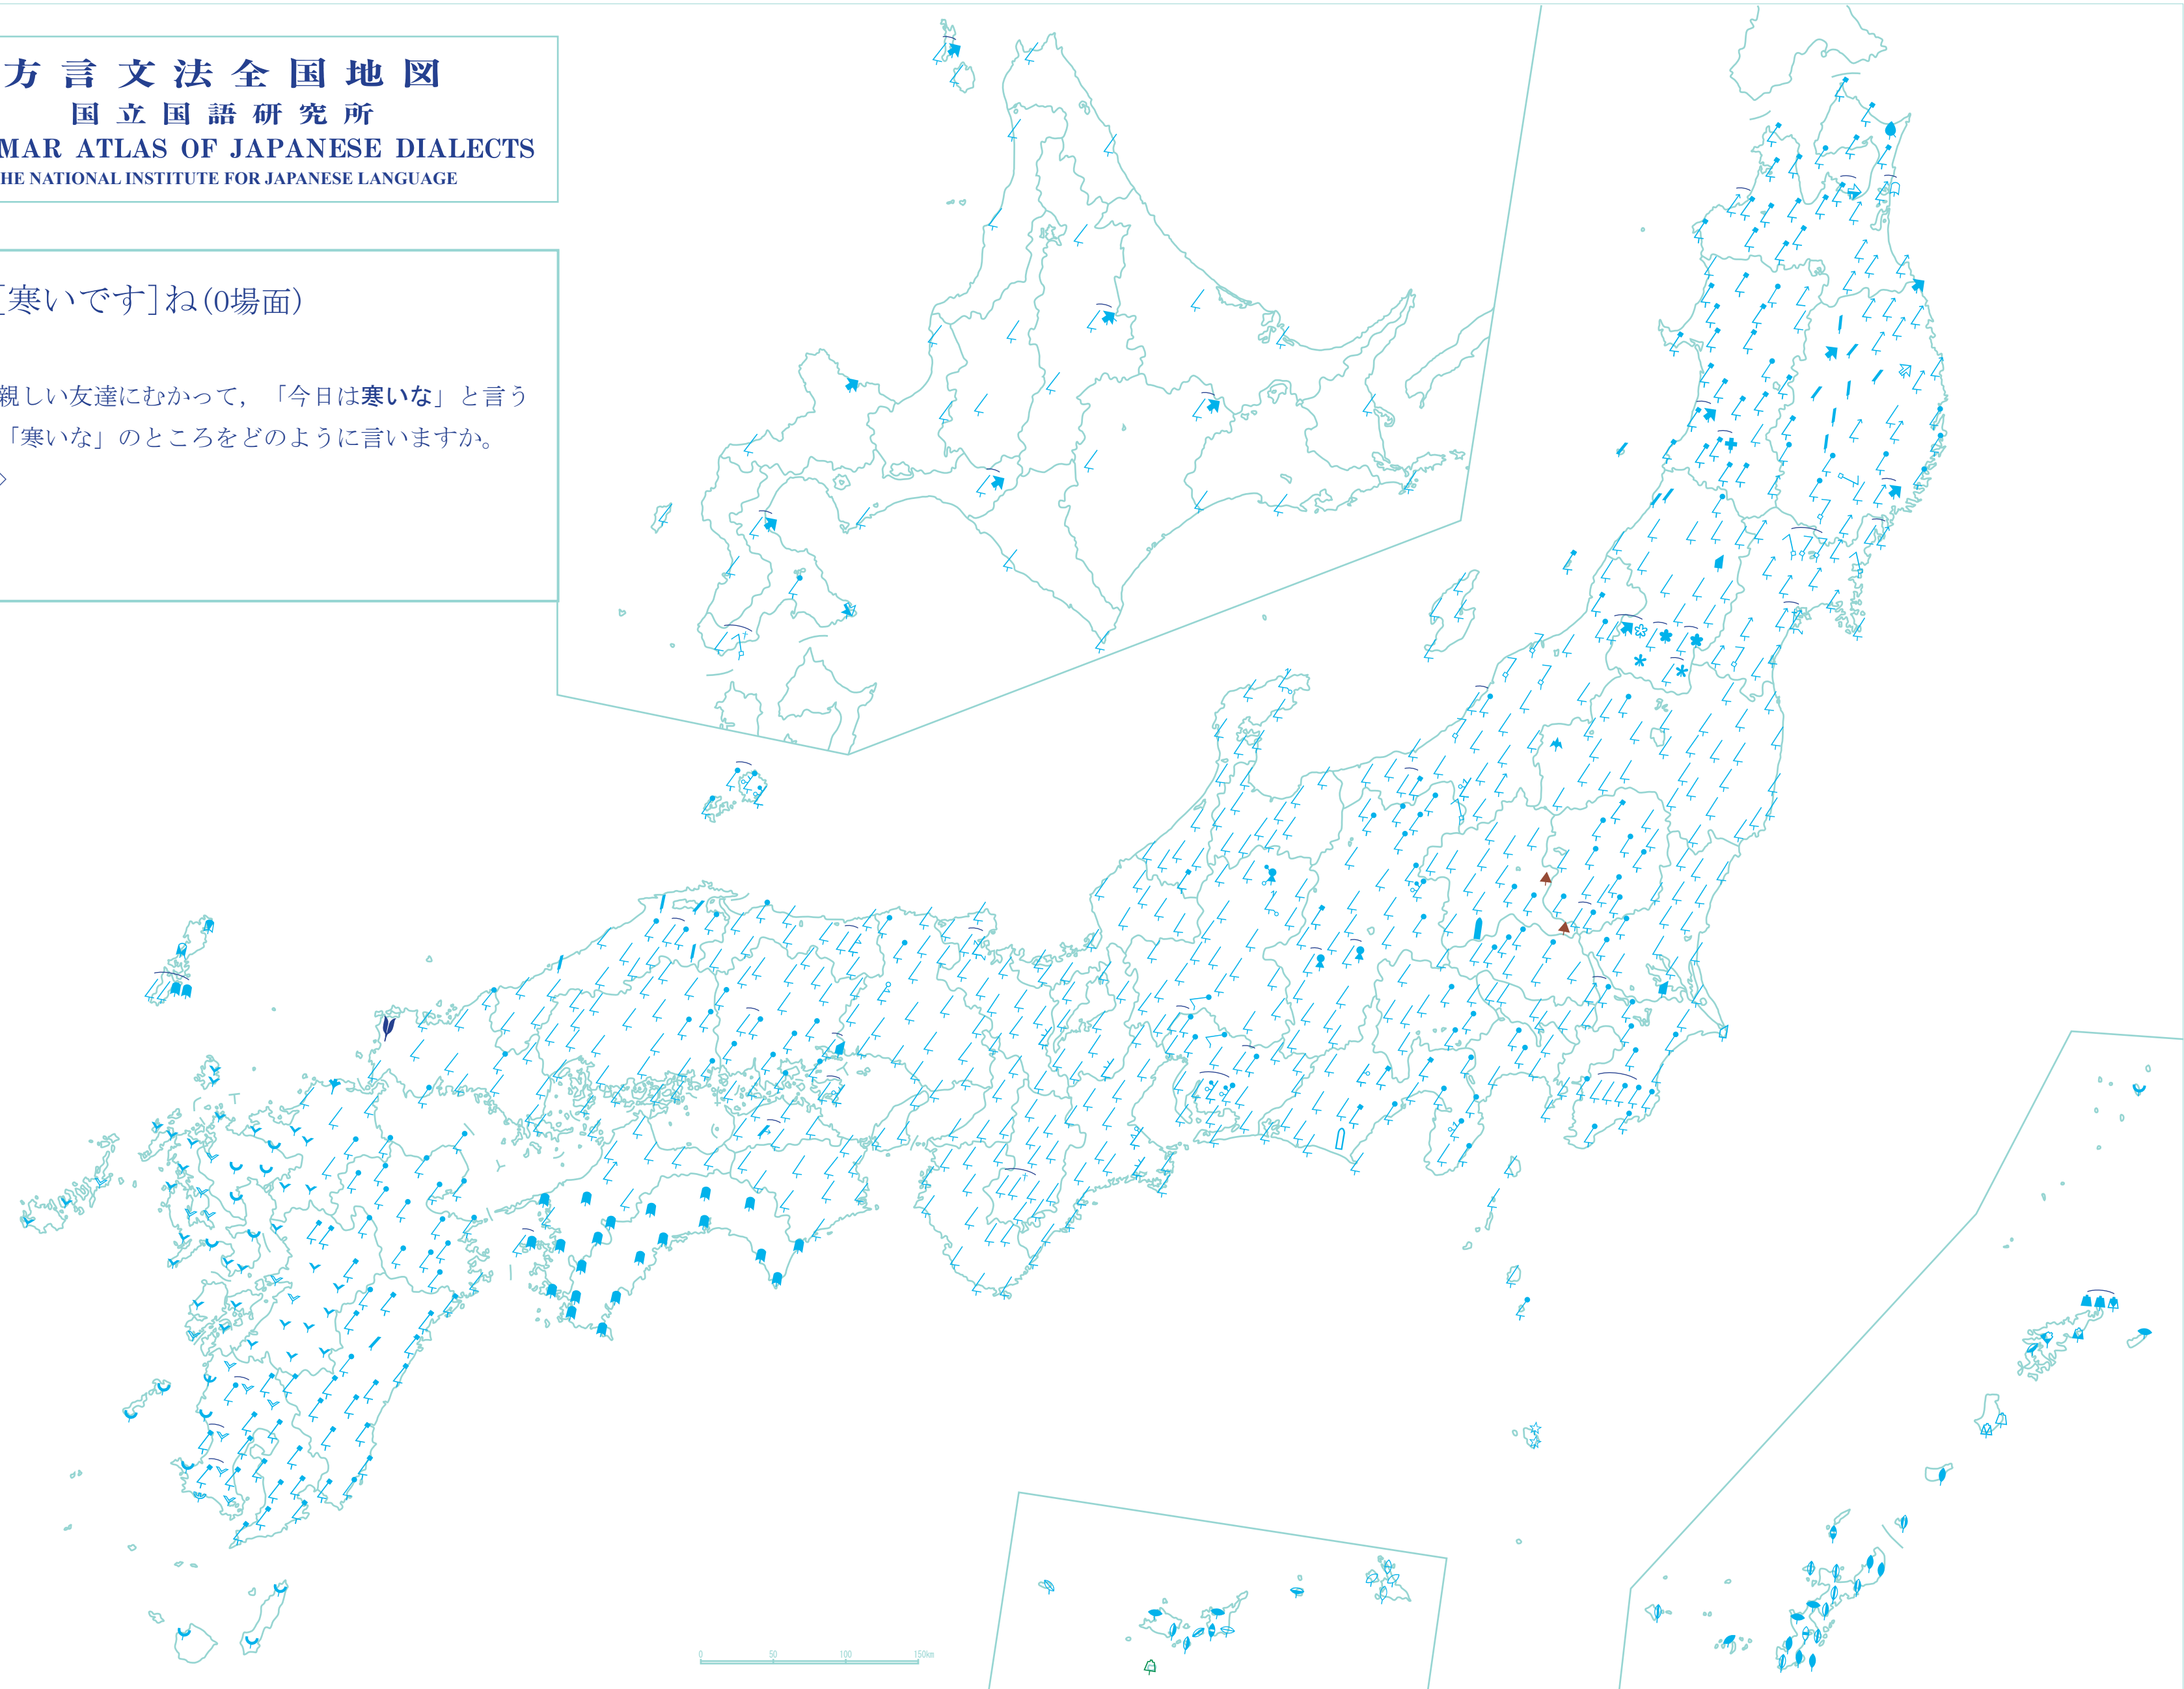 方言文法全国地図
国立国語研究所
MAR ATLAS OF JAPANESE DIALECTS
HE NATIONAL INSTITUTE FOR JAPANESE LANGUAGE
[寒いです]ね(0場面)
親しい友達にむかって，「今日は寒いな」と言う
「寒いな」のところをどのように言いますか。
0 50 100 150km